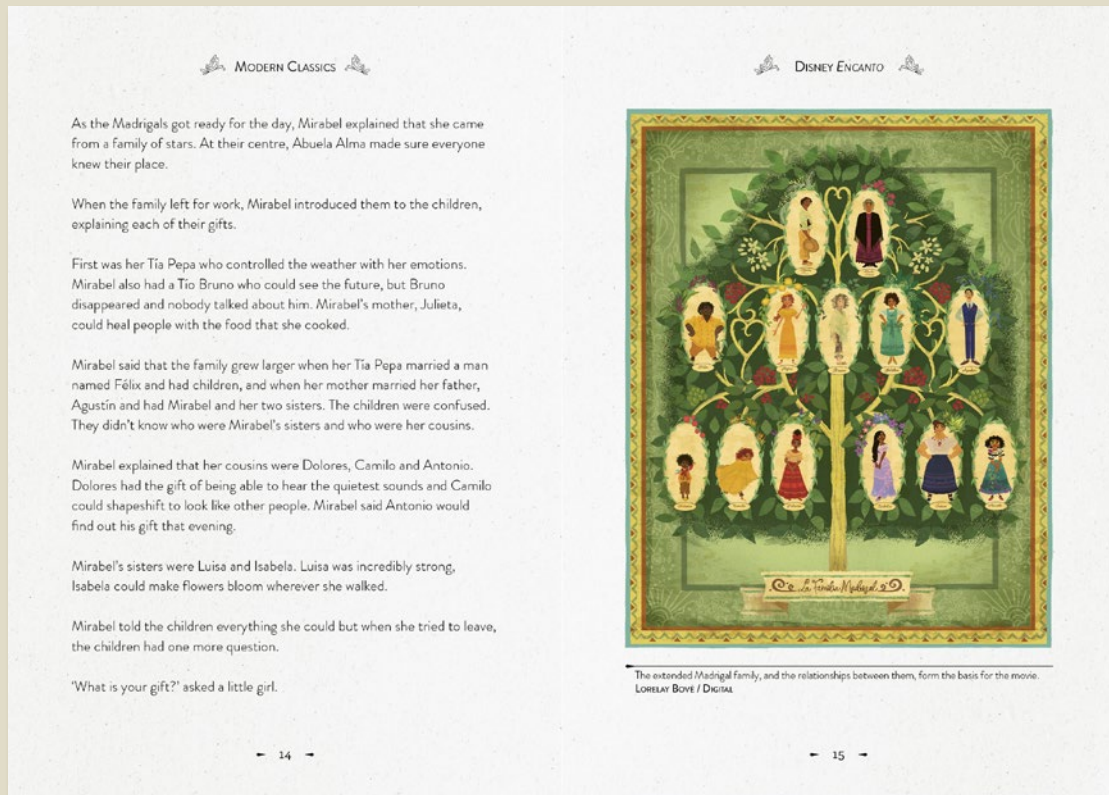 MODERN CLASSICS
As the Madrigals got ready for the day, Mirabel explained that she came
from a family of stars. At their centre, Abuela Alma made sure everyone
knew their place.
When the family left for work, Mirabel introduced them to the children,
explaining each of their gifts.
First was her Tía Pepa who controlled the weather with her emotions.
Mirabel also had a Tío Bruno who could see the future, but Bruno
disappeared and nobody talked about him. Mirabel's mother, Julieta,
could heal people with the food that she cooked.
Mirabel said that the family grew larger when her Tía Pepa married a man
named Félix and had children, and when her mother married her father,
Agustín and had Mirabel and her two sisters. The children were confused.
They didn't know who were Mirabel's sisters and who were her cousins.
Mirabel explained that her cousins were Dolores, Camilo and Antonio.
Dolores had the gift of being able to hear the quietest sounds and Camilo
could shapeshift to look like other people. Mirabel said Antonio would
find out his gift that evening.
Mirabel's sisters were Luisa and Isabela. Luisa was incredibly strong,
Isabela could make flowers bloom wherever she walked.
Mirabel told the children everything she could but when she tried to leave,
the children had one more question.
'What is your gift?' asked a little girl.
14
DISNEY ENCANTO
La Familia Madrigal
The extended Madrigal family, and the relationships between them, form the basis for the movie.
LORELAY BOVÉ / DIGITAL
15